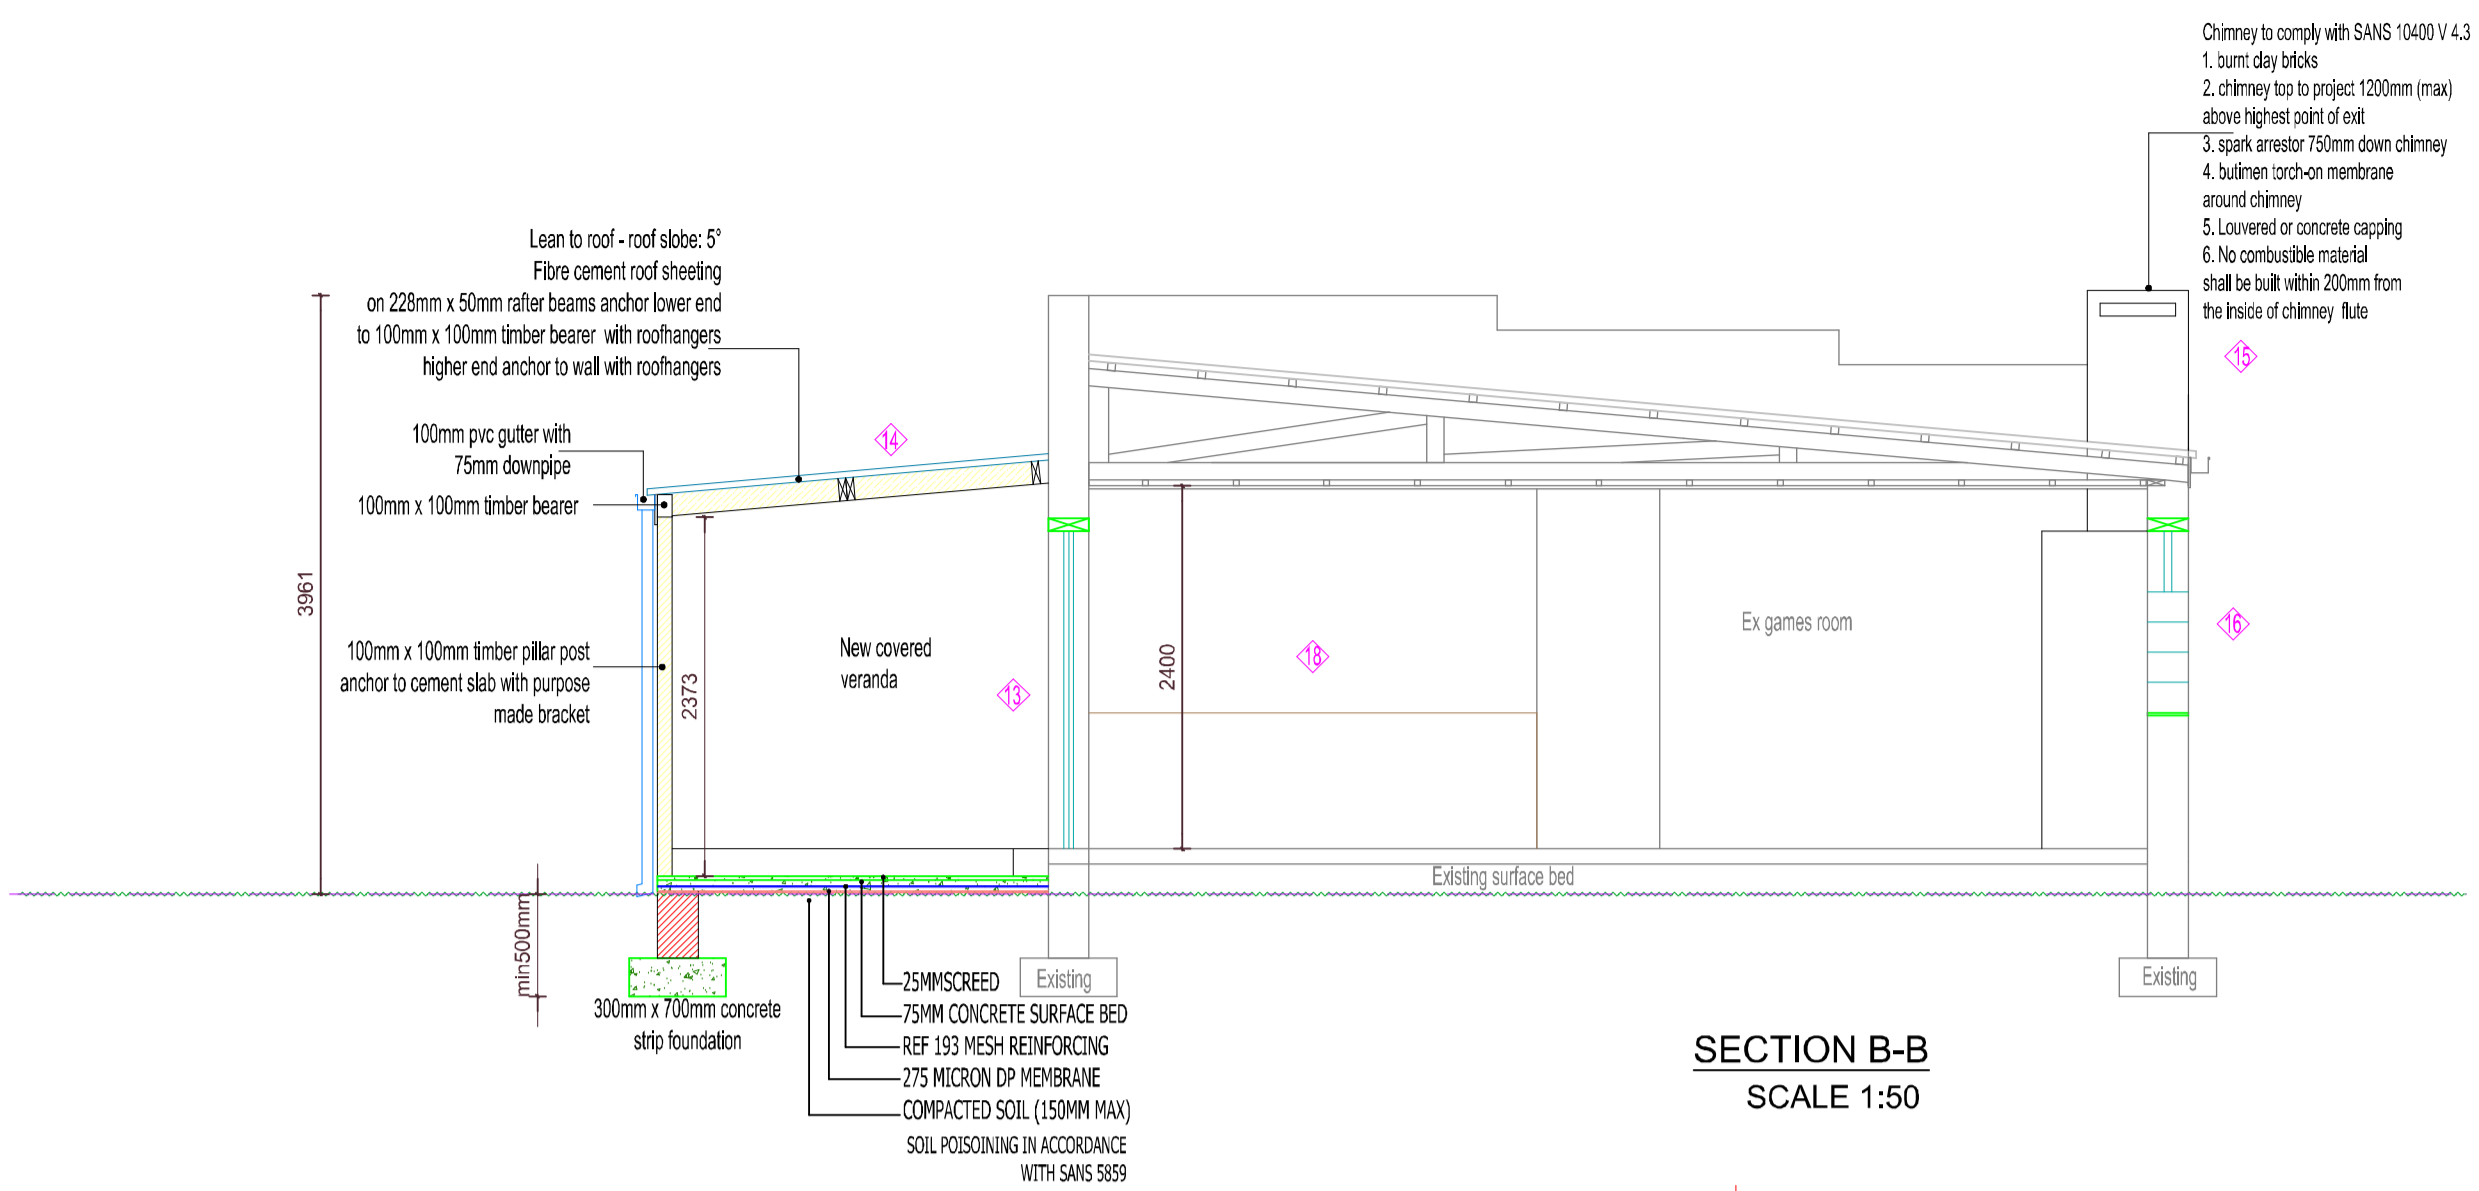 Chimney to comply with SANS 10400 V 4.3
1. burnt clay bricks
2. chimney top to project 1200mm (max)
above highest point of exit
3. spark arrestor 750mm down chimney
4. butimen torch-on membrane
around chimney
5. Louvered or concrete capping
6. No combustible material
shall be built within 200mm from
the inside of chimney flute
Lean to roof - roof slobe: 5°
Fibre cement roof sheeting
on 228mm x 50mm rafter beams anchor lower end
to 100mm x 100mm timber bearer with roofhangers
higher end anchor to wall with roofhangers
15
14
100mm pvc gutter with
75mm downpipe
100mm x 100mm timber bearer
3961
100mm x 100mm timber pillar post
anchor to cement slab with purpose
made bracket
2373
New covered
veranda
13
2400
18
Ex games room
16
Existing surface bed
min500mm
300mm x 700mm concrete
strip foundation
Existing
Existing
25MMSCREED
75MM CONCRETE SURFACE BED
REF 193 MESH REINFORCING
275 MICRON DP MEMBRANE
COMPACTED SOIL (150MM MAX)
SOIL POISOINING IN ACCORDANCE
WITH SANS 5859
SECTION B-B
SCALE 1:50